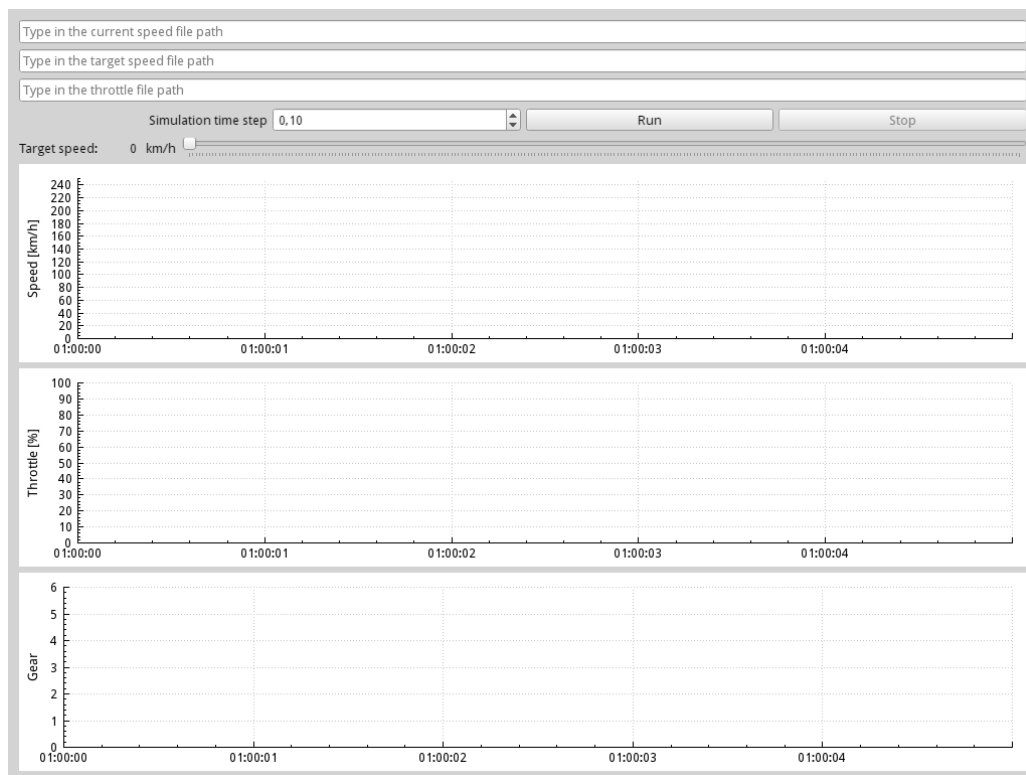 Type in the current speed file path
Type in the target speed file path
Type in the throttle file path
Simulation time step 0,10 Run Stop
Target speed: 0 km/h
Speed [km/h]
240
220
200
180
160
140
120
100
80
60
40
20
0
01:00:00 01:00:01 01:00:02 01:00:03 01:00:04
Throttle [%]
100
90
80
70
60
50
40
30
20
10
0
01:00:00 01:00:01 01:00:02 01:00:03 01:00:04
Gear
6
5
4
3
2
1
0
01:00:00 01:00:01 01:00:02 01:00:03 01:00:04